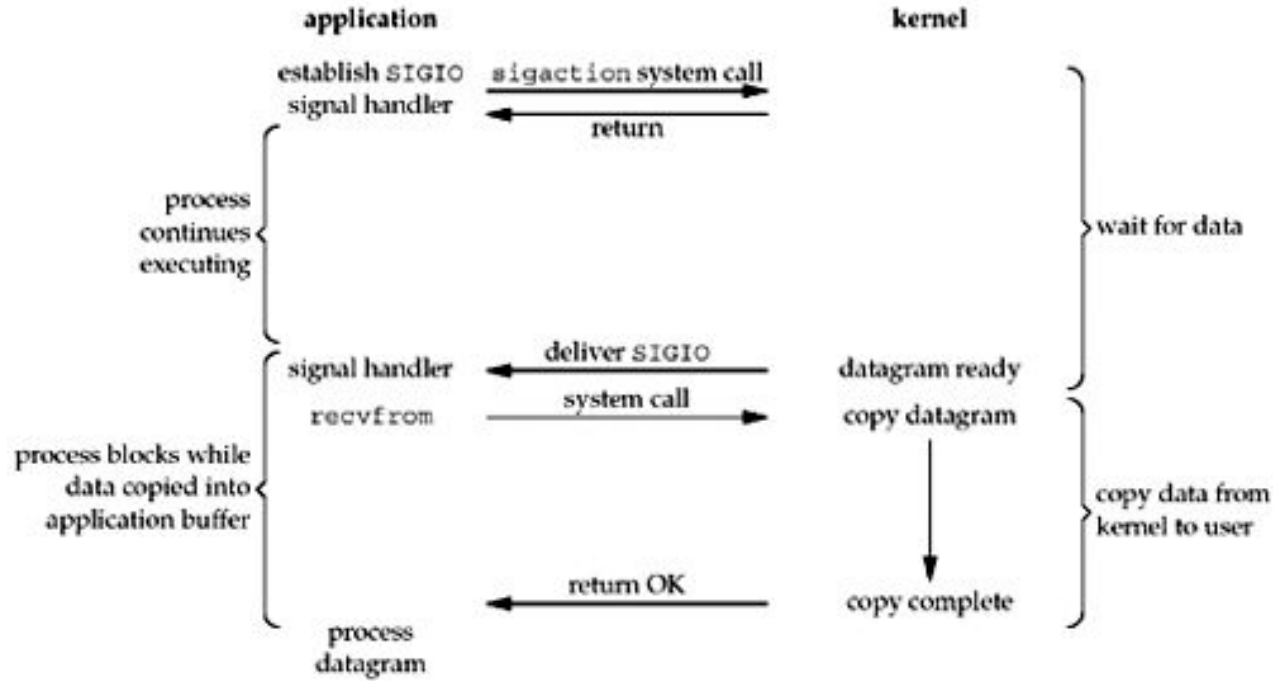 application
kernel
establish SIGIO
signal handler
sigaction system call
return
process
continues
executing
wait for data
deliver SIGIO
signal handler
datagram ready
recvfrom
system call
copy datagram
process blocks while
data copied into
application buffer
copy data from
kernel to user
return OK
copy complete
process
datagram